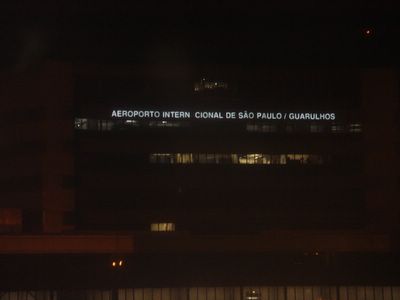 AEROPORTO INTERN CIONAL DE SÃO PAULO / GUARULHOS